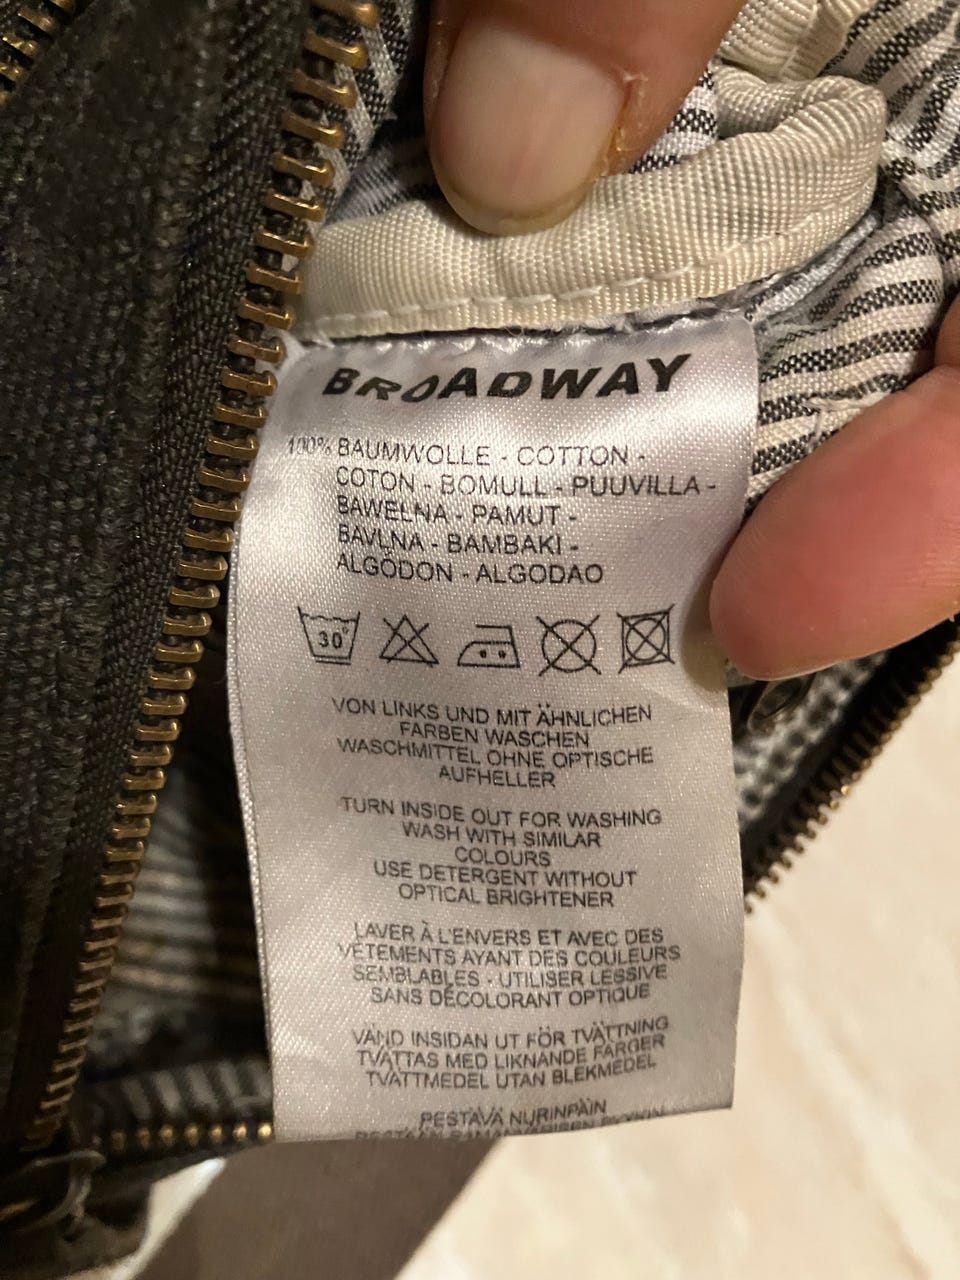 BROADWAY
100% BAUMWOLLE - COTTON -
COTON - BOMULL - PUUVILLA -
BAWEŁNA - PAMUT -
BAVLNA - BAMBAKI -
ALGODON - ALGODAO
30°
VON LINKS UND MIT ÄHNLICHEN
FARBEN WASCHEN
WASCHMITTEL OHNE OPTISCHE
AUFHELLER
TURN INSIDE OUT FOR WASHING
WASH WITH SIMILAR
COLOURS
USE DETERGENT WITHOUT
OPTICAL BRIGHTENER
LAVER À L'ENVERS ET AVEC DES
VÊTEMENTS AYANT DES COULEURS
SEMBLABLES - UTILISER LESSIVE
SANS DÉCOLORANT OPTIQUE
VÄND INSIDAN UT FÖR TVÄTTNING
TVÄTTAS MED LIKNANDE FÄRGER
TVÄTTMEDEL UTAN BLEKMEDEL
PESTÄVÄ NURINPÄIN